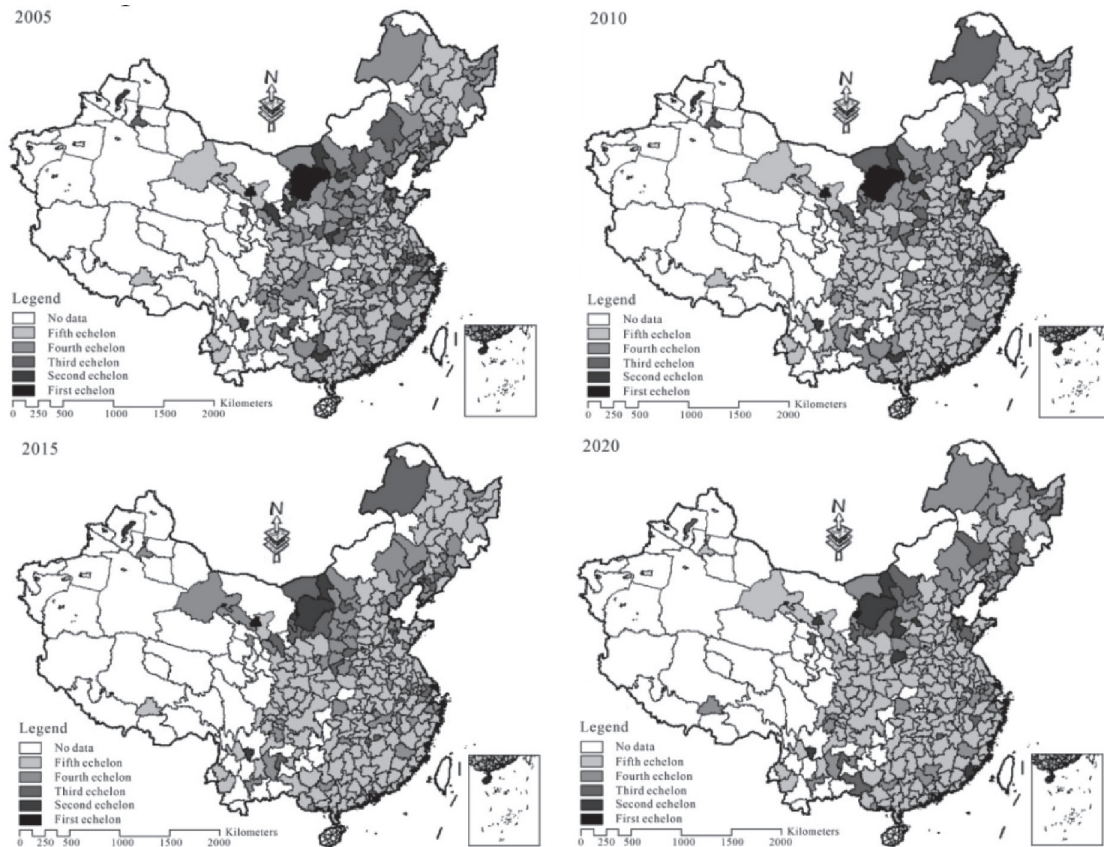 2005
N
Legend
No data
Fifth echelon
Fourth echelon
Third echelon
Second echelon
First echelon
Kilometers
0 250 500 1000 1500 2000
2010
N
Legend
No data
Fifth echelon
Fourth echelon
Third echelon
Second echelon
First echelon
Kilometers
0 250 500 1000 1500 2000
2015
N
Legend
No data
Fifth echelon
Fourth echelon
Third echelon
Second echelon
First echelon
Kilometers
0 250 500 1000 1500 2000
2020
N
Legend
No data
Fifth echelon
Fourth echelon
Third echelon
Second echelon
First echelon
Kilometers
0 250 500 1000 1500 2000